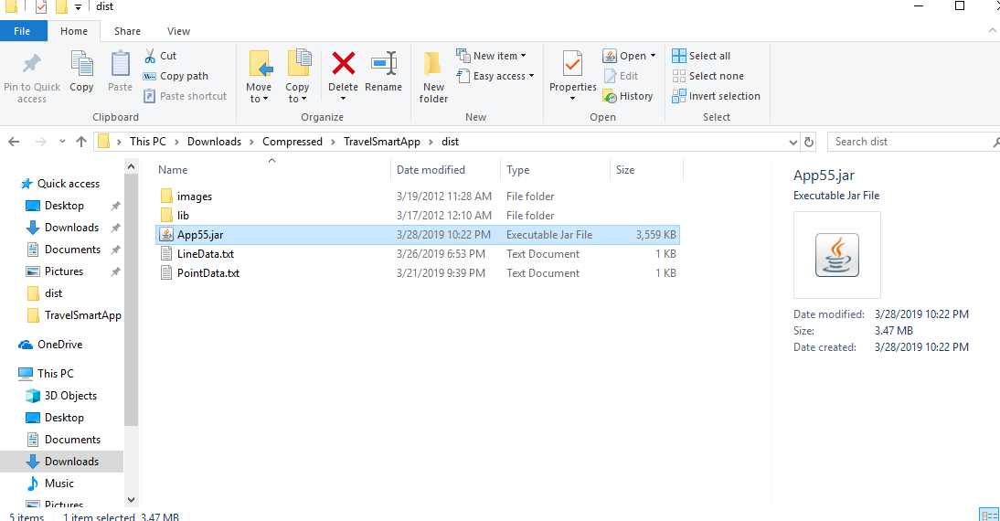 dist
File Home Share View
Pin to Quick access
Copy
Paste
Cut
Copy path
Paste shortcut
Clipboard
Move to
Copy to
Delete
Rename
Organize
New folder
New item
Easy access
New
Properties
Open
Edit
History
Open
Select all
Select none
Invert selection
Select
This PC > Downloads > Compressed > TravelSmartApp > dist
Search dist
Quick access
Desktop
Downloads
Documents
Pictures
dist
TravelSmartApp
OneDrive
This PC
3D Objects
Desktop
Documents
Downloads
Music
Pictures
Name Date modified Type Size
images 3/19/2012 11:28 AM File folder
lib 3/17/2012 12:10 AM File folder
App55.jar 3/28/2019 10:22 PM Executable Jar File 3,559 KB
LineData.txt 3/26/2019 6:53 PM Text Document 1 KB
PointData.txt 3/21/2019 9:39 PM Text Document 1 KB
App55.jar
Executable Jar File
Date modified: 3/28/2019 10:22 PM
Size: 3.47 MB
Date created: 3/28/2019 10:22 PM
5 items 1 item selected 3.47 MB